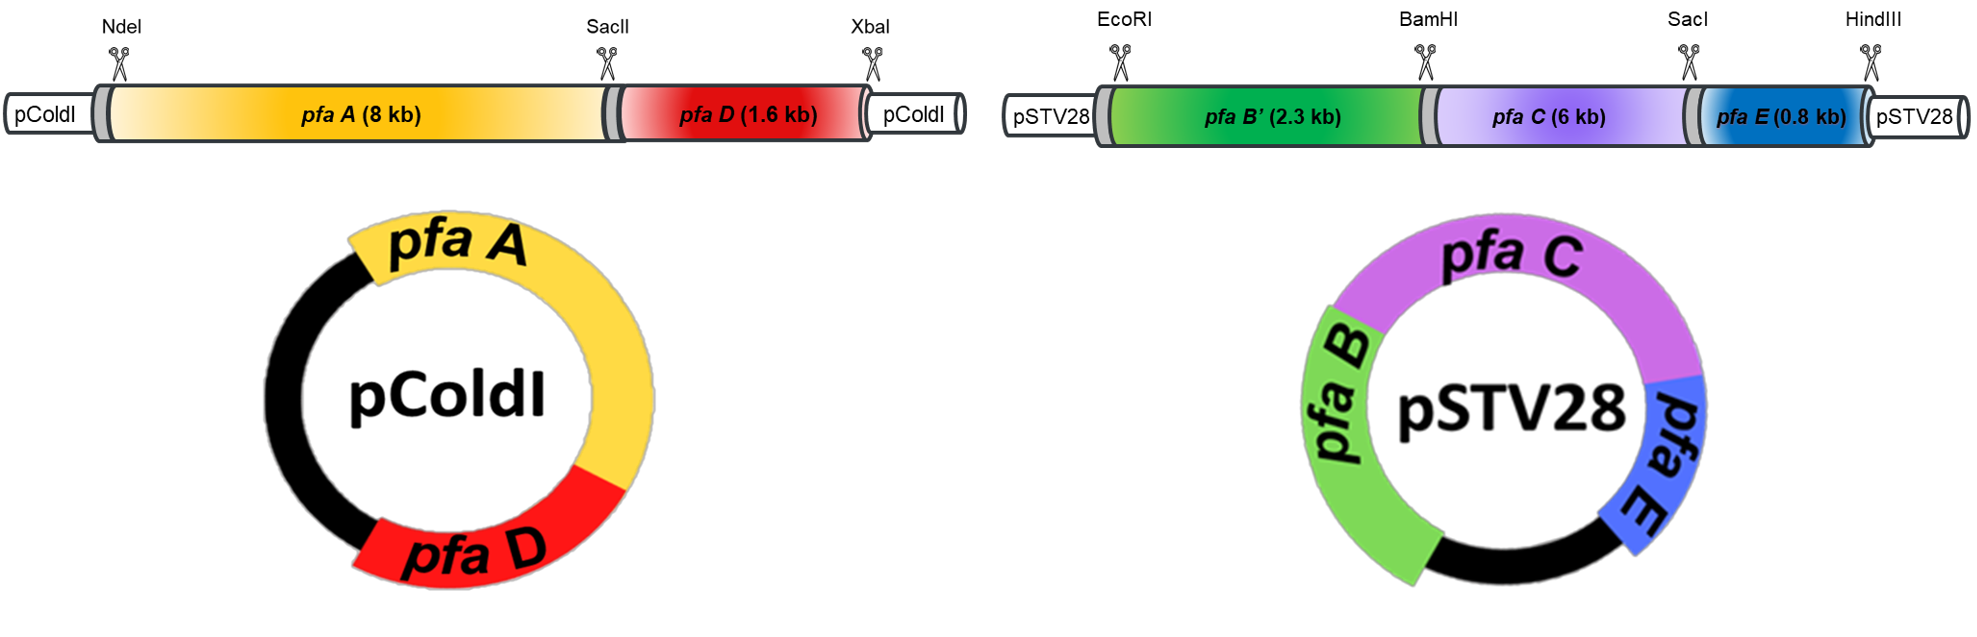 NdeI
SacII
XbaI
pColdI
pfa A (8 kb)
pfa D (1.6 kb)
pColdI
EcoRI
BamHI
SacI
HindIII
pSTV28
pfa B’ (2.3 kb)
pfa C (6 kb)
pfa E (0.8 kb)
pSTV28
pfa A
pColdI
pfa D
pfa C
pfa B
pSTV28
pfa E